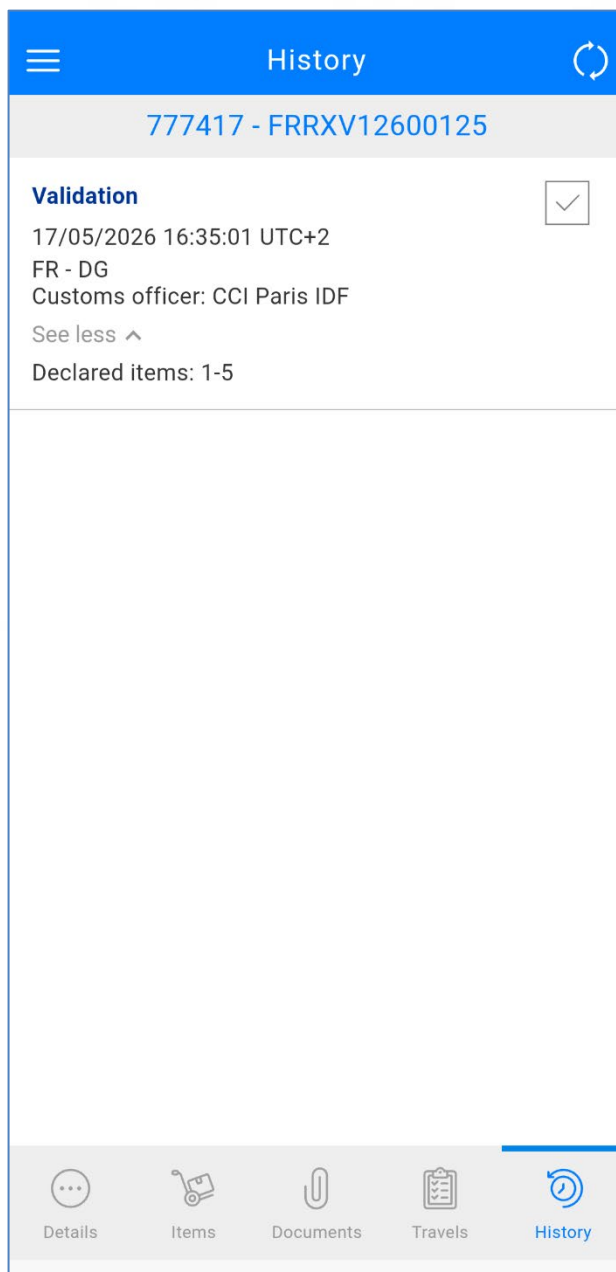 History
777417 - FRRXV12600125
Validation
17/05/2026 16:35:01 UTC+2
FR - DG
Customs officer: CCI Paris IDF
See less
Declared items: 1-5
Details
Items
Documents
Travels
History